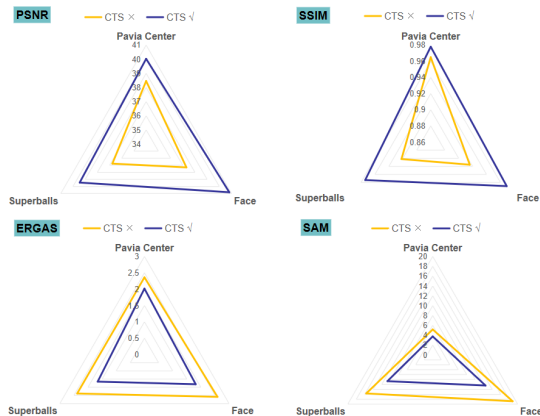 PSNR
CTS ×
CTS √
Pavia Center
41
40
39
38
37
36
35
34
Superballs
Face
SSIM
CTS ×
CTS √
Pavia Center
0.98
0.96
0.94
0.92
0.9
0.88
0.86
Superballs
Face
ERGAS
CTS ×
CTS √
Pavia Center
3
2.5
2
1.5
1
0.5
0
Superballs
Face
SAM
CTS ×
CTS √
Pavia Center
20
18
16
14
12
10
8
6
4
2
0
Superballs
Face